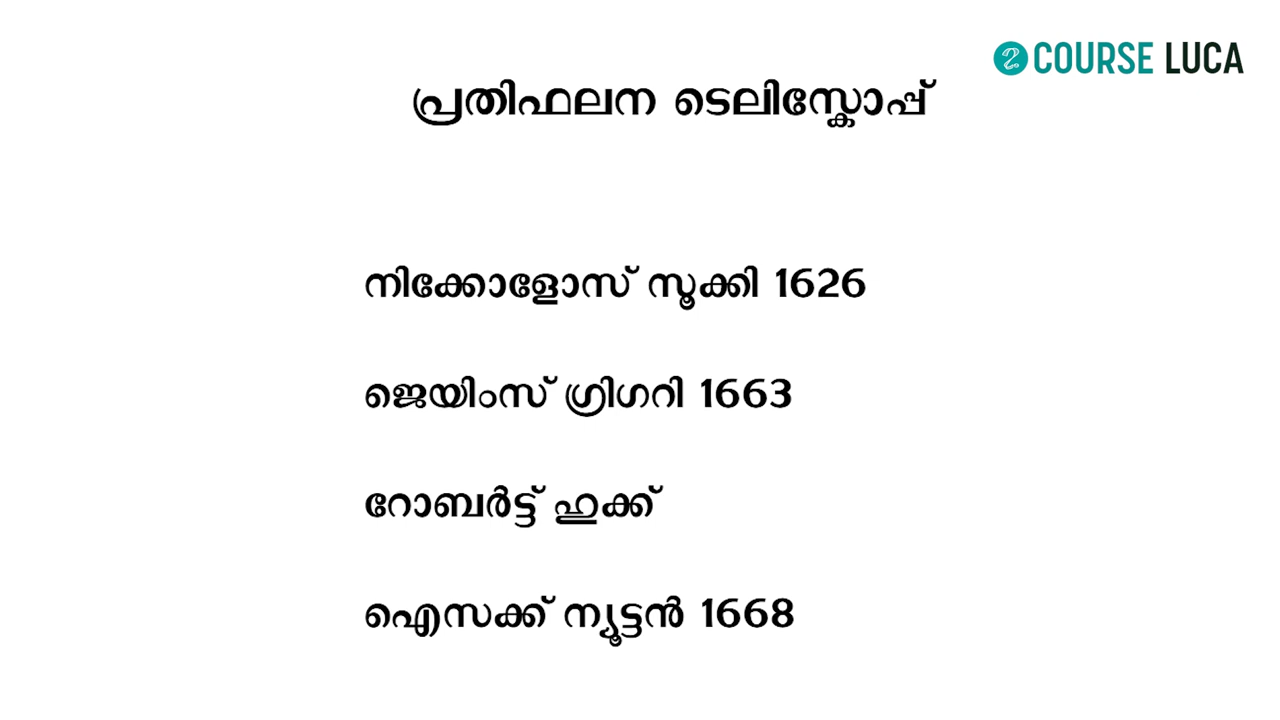 COURSE LUCA
പ്രതിഫലന ടെലിസ്കോപ്പ്
നിക്കോളോസ് സൂക്കി 1626
ജെയിംസ് ഗ്രിഗറി 1663
റോബർട്ട് ഹുക്ക്
ഐസക്ക് ന്യൂട്ടൻ 1668